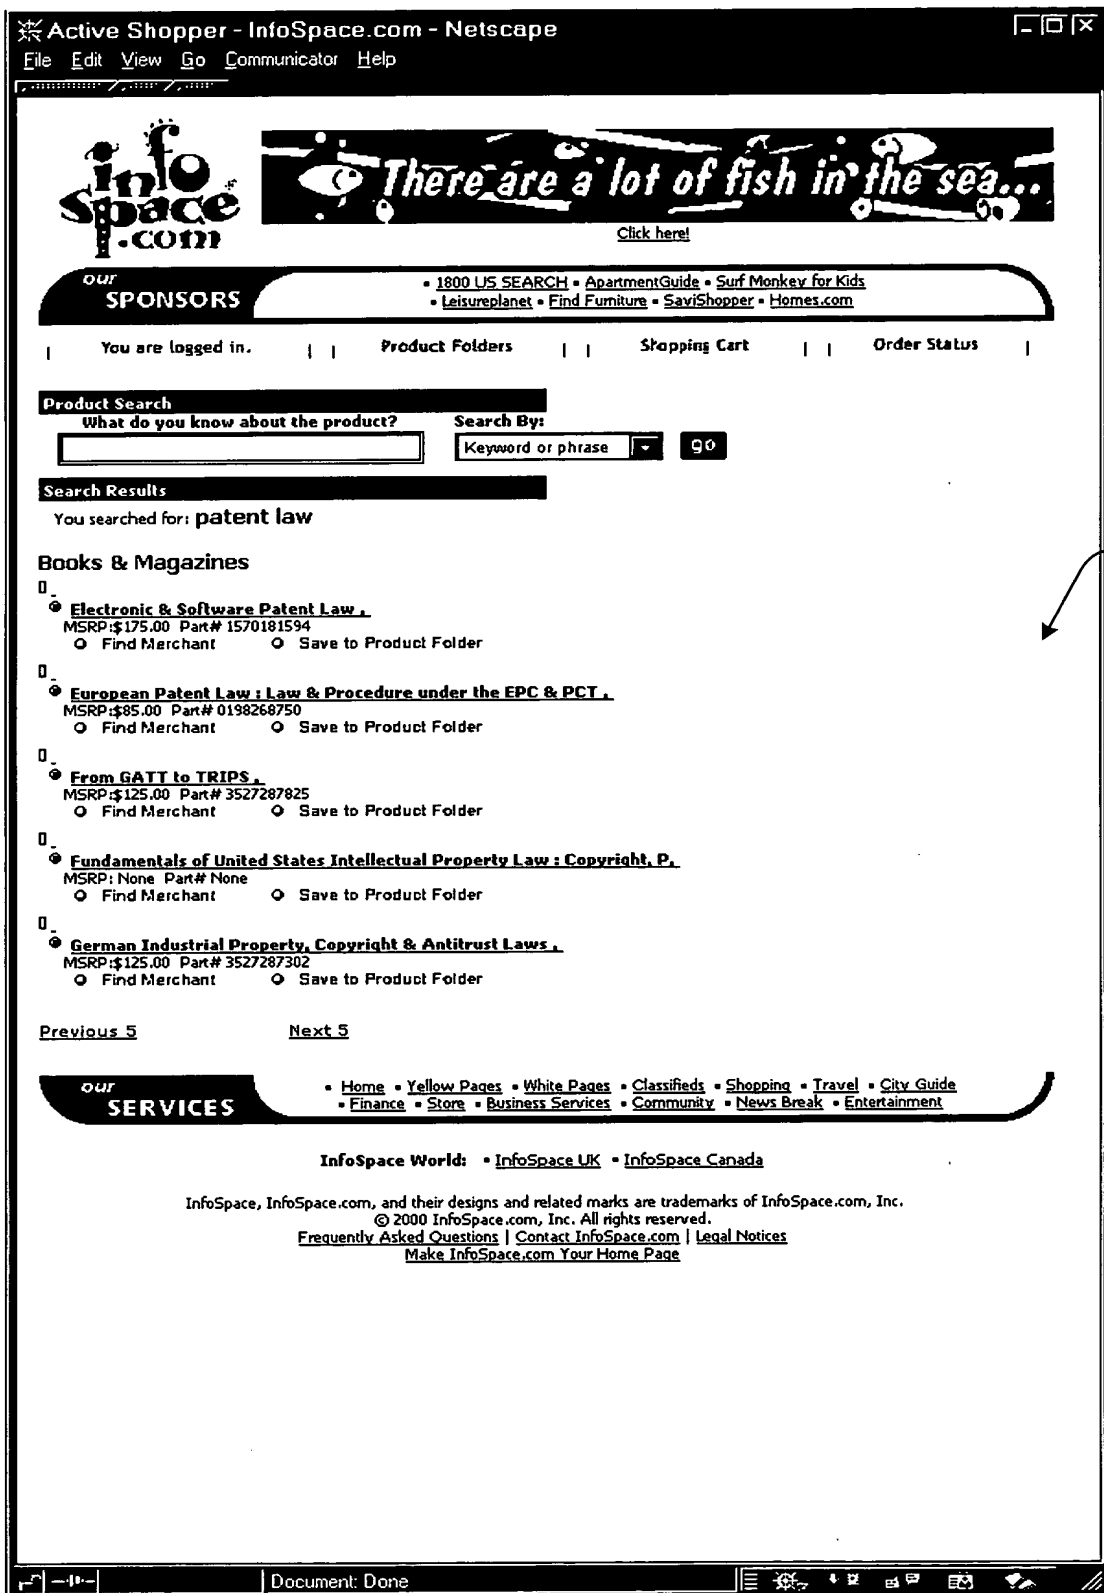 Active Shopper - InfoSpace.com - Netscape
File Edit View Go Communicator Help
info space .com
There are a lot of fish in the sea...
Click here!
our SPONSORS
▪ 1800 US SEARCH ▪ ApartmentGuide ▪ Surf Monkey for Kids
▪ Leisureplanet ▪ Find Furniture ▪ SaviShopper ▪ Homes.com
| You are logged in. | | Product Folders | | Shopping Cart | | Order Status |
Product Search
What do you know about the product? Search By:
Keyword or phrase go
Search Results
You searched for: patent law
Books & Magazines
Electronic & Software Patent Law .
MSRP:$175.00 Part# 1570181594
Find Merchant Save to Product Folder
European Patent Law : Law & Procedure under the EPC & PCT .
MSRP:$85.00 Part# 0198268750
Find Merchant Save to Product Folder
From GATT to TRIPS .
MSRP:$125.00 Part# 3527287825
Find Merchant Save to Product Folder
Fundamentals of United States Intellectual Property Law : Copyright, P.
MSRP: None Part# None
Find Merchant Save to Product Folder
German Industrial Property, Copyright & Antitrust Laws .
MSRP:$125.00 Part# 3527287302
Find Merchant Save to Product Folder
Previous 5 Next 5
our SERVICES
▪ Home ▪ Yellow Pages ▪ White Pages ▪ Classifieds ▪ Shopping ▪ Travel ▪ City Guide
▪ Finance ▪ Store ▪ Business Services ▪ Community ▪ News Break ▪ Entertainment
InfoSpace World: ▪ InfoSpace UK ▪ InfoSpace Canada
InfoSpace, InfoSpace.com, and their designs and related marks are trademarks of InfoSpace.com, Inc.
© 2000 InfoSpace.com, Inc. All rights reserved.
Frequently Asked Questions | Contact InfoSpace.com | Legal Notices
Make InfoSpace.com Your Home Page
Document: Done